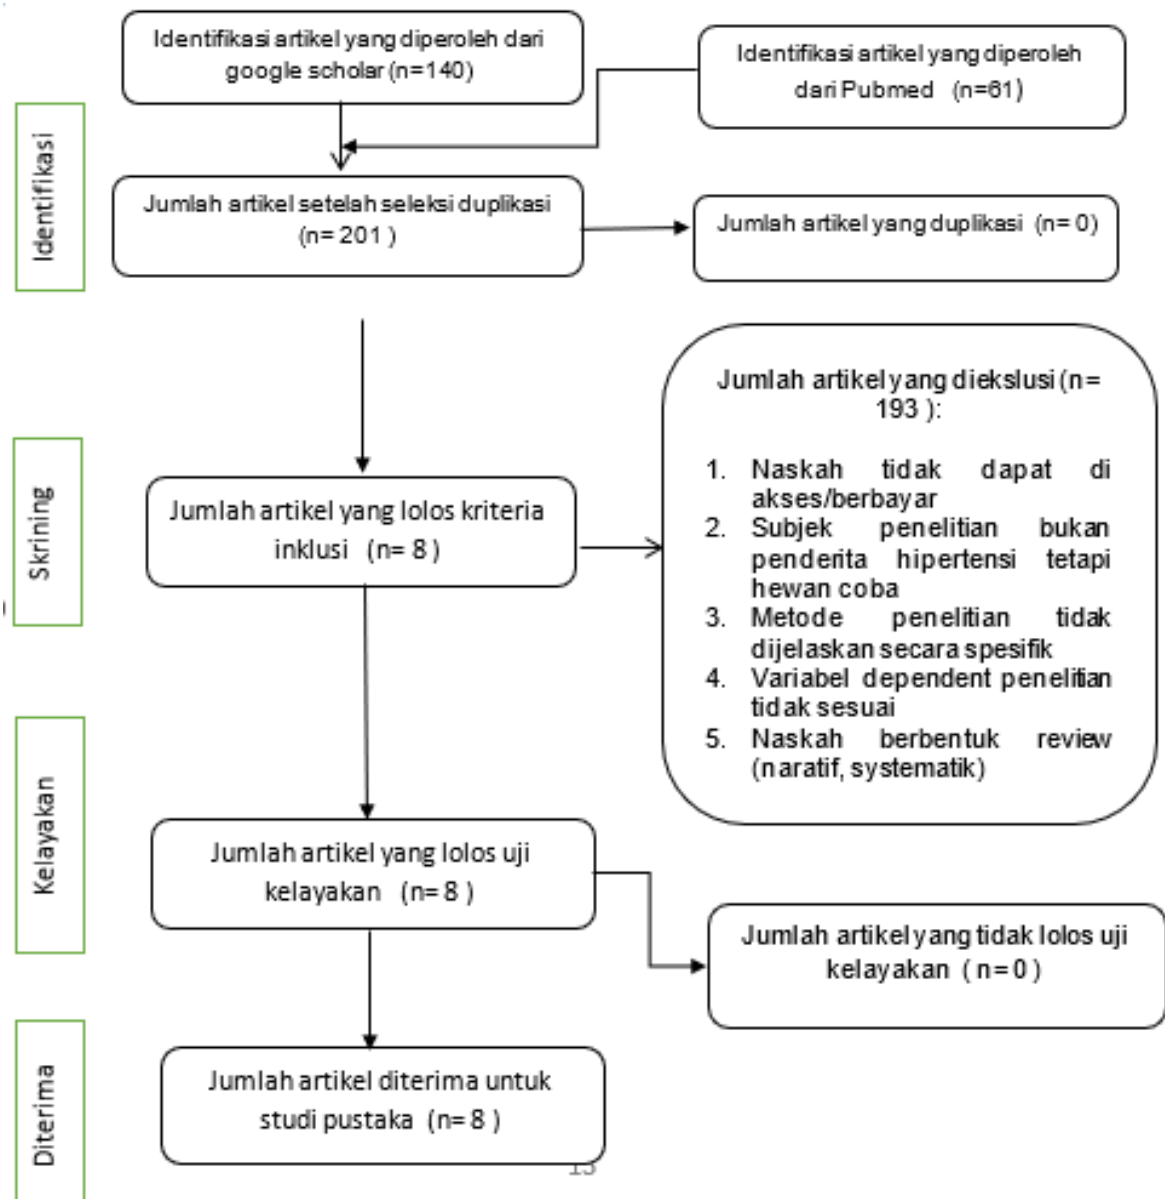 Identifikasi artikel yang diperoleh dari
google scholar (n=140)
Identifikasi artikel yang diperoleh
dari Pubmed (n=61)
Identifikasi
Jumlah artikel setelah seleksi duplikasi
(n= 201 )
Jumlah artikel yang duplikasi (n= 0)
Skrining
Jumlah artikel yang lolos kriteria
inklusi (n= 8 )
Jumlah artikel yang diekslusi (n=
193 ):
1. Naskah tidak dapat di
akses/berbayar
2. Subjek penelitian bukan
penderita hipertensi tetapi
hewan coba
3. Metode penelitian tidak
dijelaskan secara spesifik
4. Variabel dependent penelitian
tidak sesuai
5. Naskah berbentuk review
(naratif, systematik)
Kelayakan
Jumlah artikel yang lolos uji
kelayakan (n= 8 )
Jumlah artikel yang tidak lolos uji
kelayakan ( n= 0 )
Diterima
Jumlah artikel diterima untuk
studi pustaka (n= 8 )